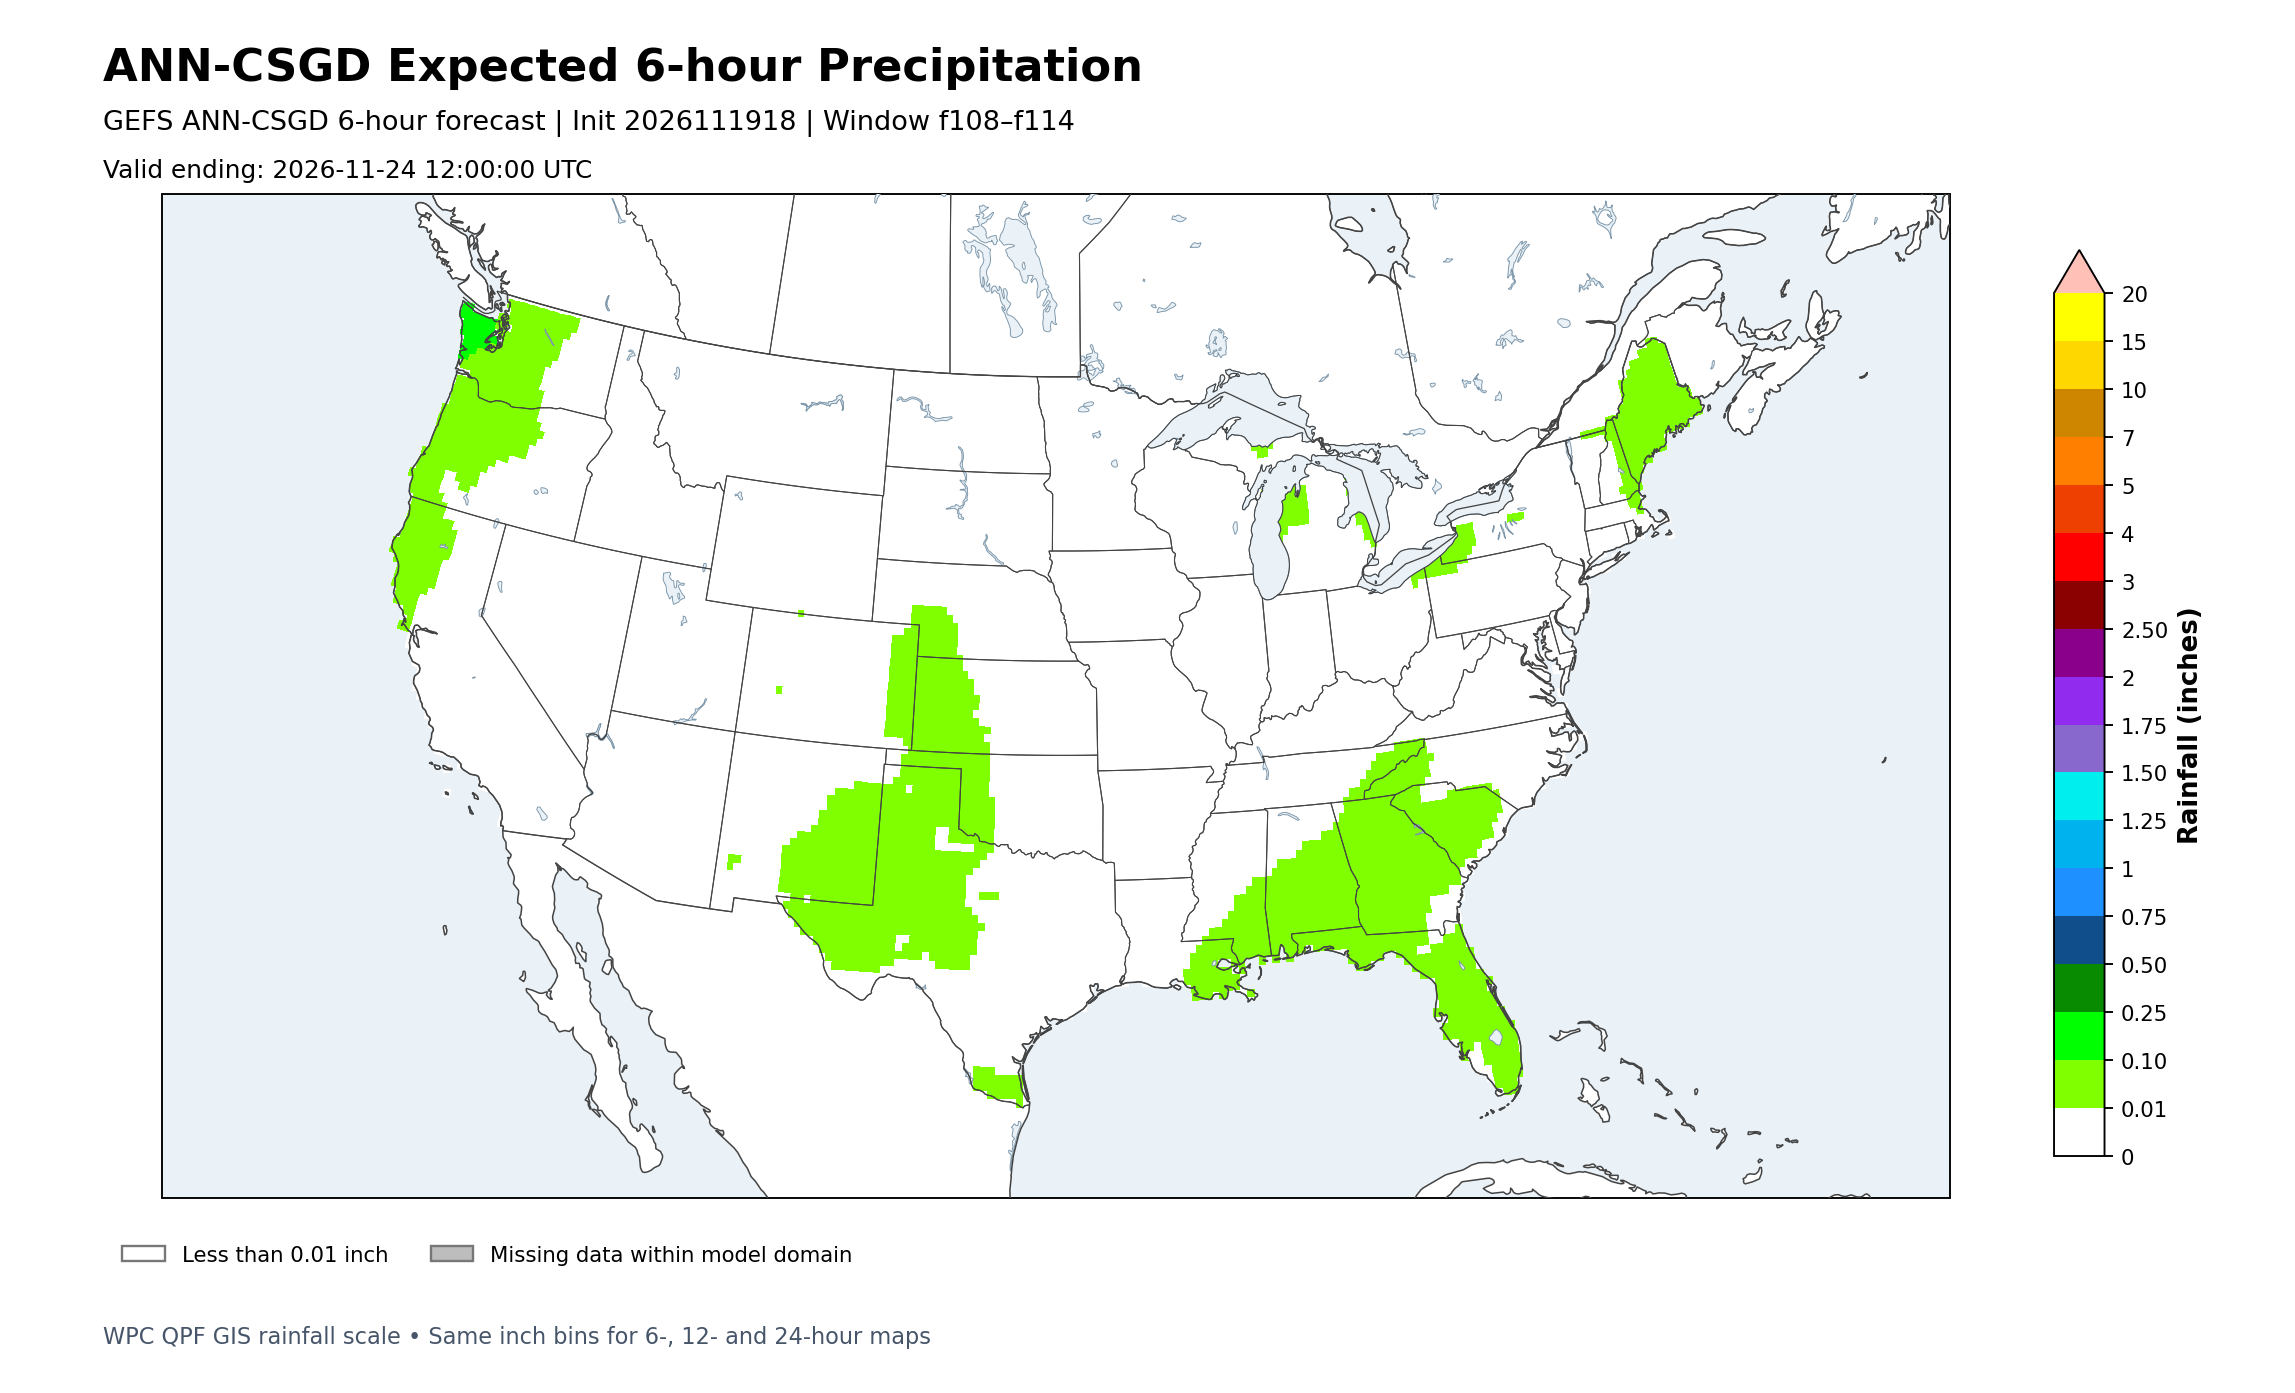 ANN-CSGD Expected 6-hour Precipitation
GEFS ANN-CSGD 6-hour forecast | Init 2026111918 | Window f108–f114
Valid ending: 2026-11-24 12:00:00 UTC
20
15
10
7
5
4
3
2.50
2
1.75
1.50
1.25
1
0.75
0.50
0.25
0.10
0.01
0
Rainfall (inches)
Less than 0.01 inch
Missing data within model domain
WPC QPF GIS rainfall scale • Same inch bins for 6-, 12- and 24-hour maps